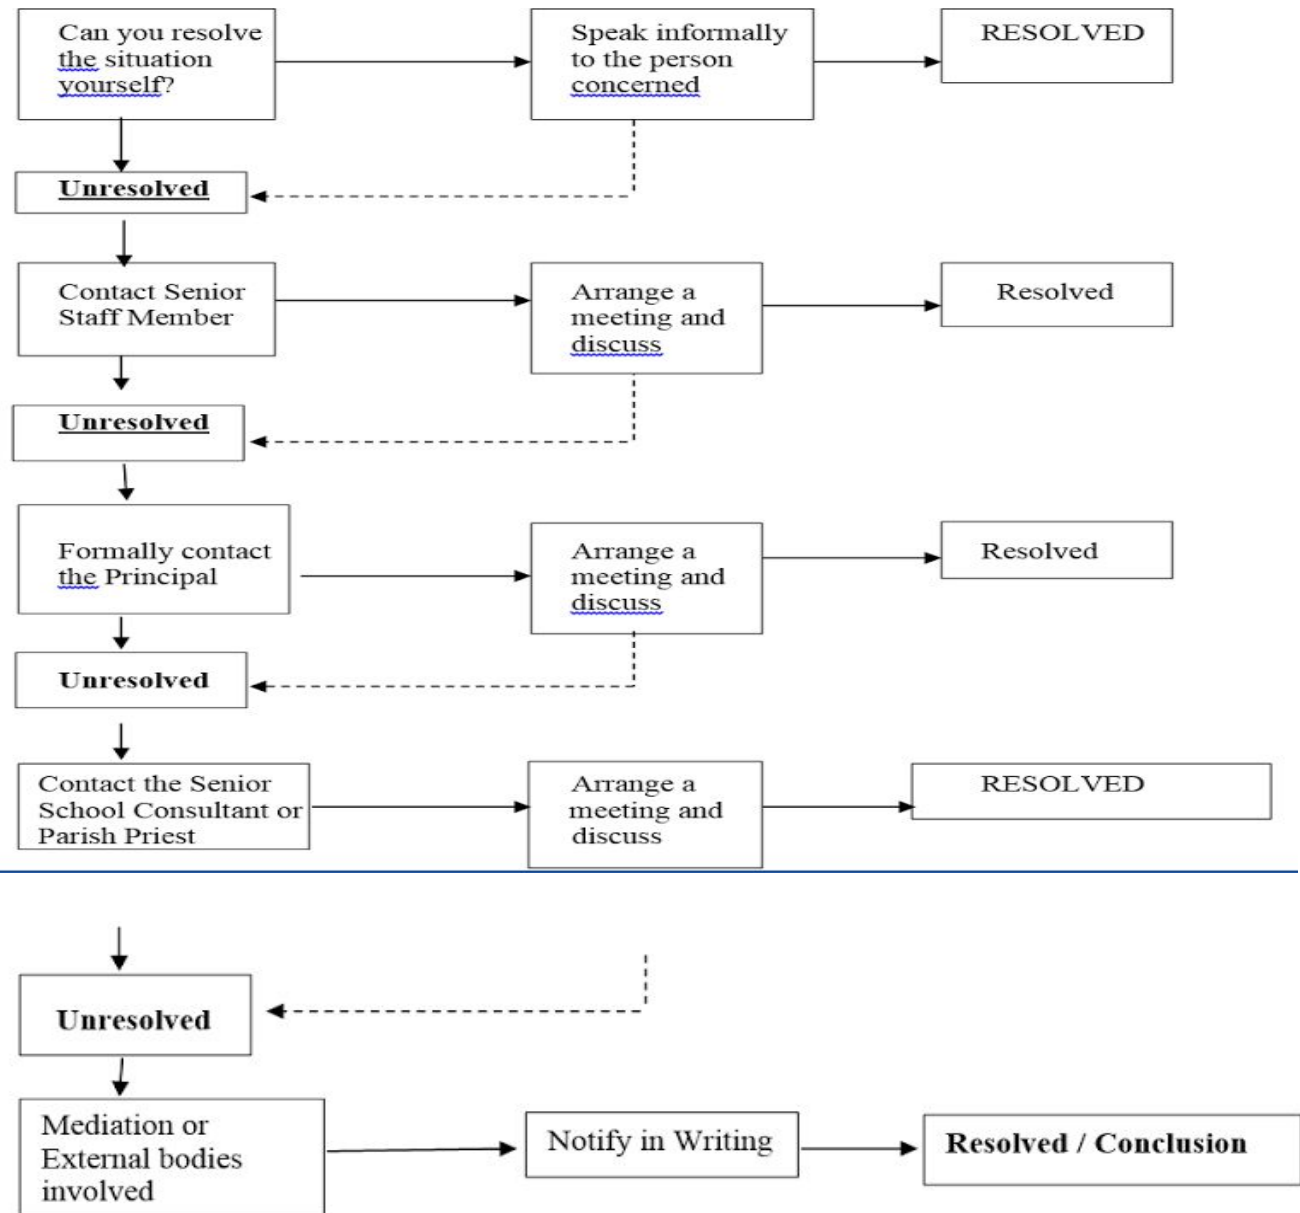 Can you resolve
the situation
yourself?
Speak informally
to the person
concerned
RESOLVED
Unresolved
Contact Senior
Staff Member
Arrange a
meeting and
discuss
Resolved
Unresolved
Formally contact
the Principal
Arrange a
meeting and
discuss
Resolved
Unresolved
Contact the Senior
School Consultant or
Parish Priest
Arrange a
meeting and
discuss
RESOLVED
Unresolved
Mediation or
External bodies
involved
Notify in Writing
Resolved / Conclusion